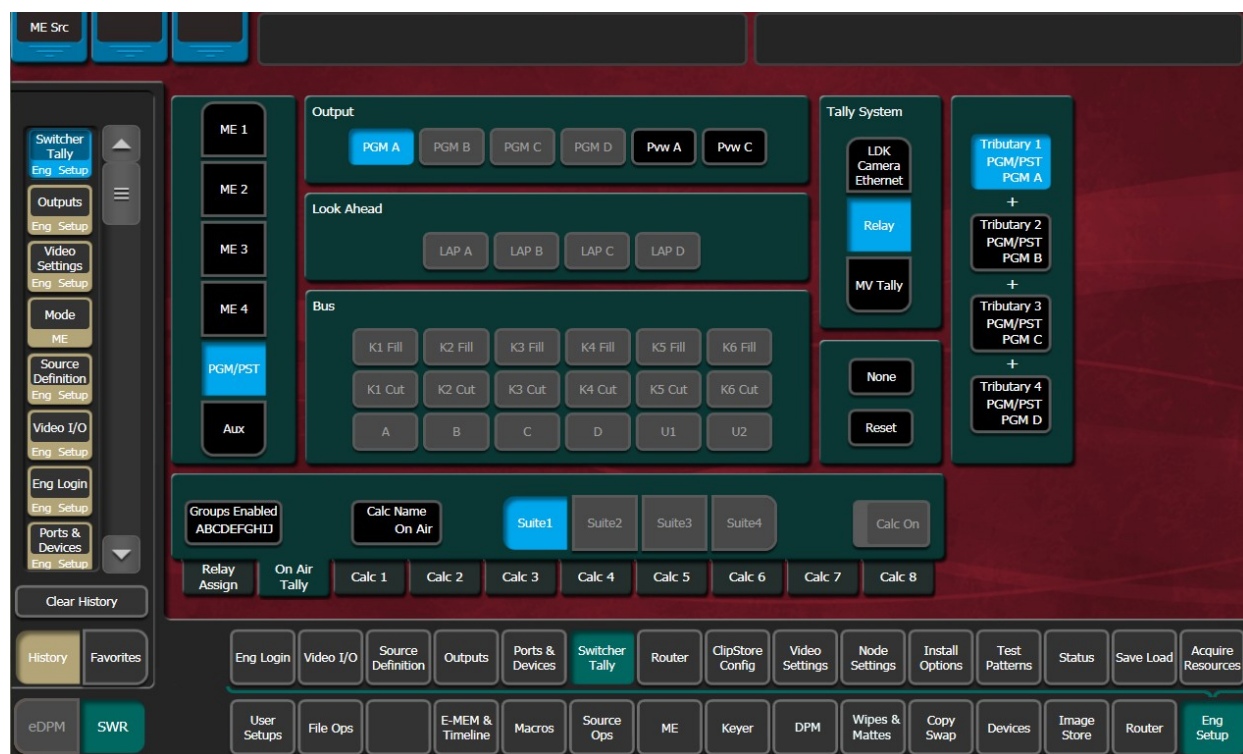 ME Src
Switcher
Tally
Eng Setup
Outputs
Eng Setup
Video
Settings
Eng Setup
Mode
ME
Source
Definition
Eng Setup
Video I/O
Eng Setup
Eng Login
Eng Setup
Ports &
Devices
Eng Setup
Clear History
History
Favorites
eDPM
SWR
ME 1
ME 2
ME 3
ME 4
PGM/PST
Aux
Output
PGM A
PGM B
PGM C
PGM D
Pvw A
Pvw C
Look Ahead
LAP A
LAP B
LAP C
LAP D
Bus
K1 Fill
K2 Fill
K3 Fill
K4 Fill
K5 Fill
K6 Fill
K1 Cut
K2 Cut
K3 Cut
K4 Cut
K5 Cut
K6 Cut
A
B
C
D
U1
U2
Tally System
LDK
Camera
Ethernet
Relay
MV Tally
None
Reset
Tributary 1
PGM/PST
PGM A
+
Tributary 2
PGM/PST
PGM B
+
Tributary 3
PGM/PST
PGM C
+
Tributary 4
PGM/PST
PGM D
Groups Enabled
ABCDEFGHIJ
Calc Name
On Air
Suite1
Suite2
Suite3
Suite4
Calc On
Relay
Assign
On Air
Tally
Calc 1
Calc 2
Calc 3
Calc 4
Calc 5
Calc 6
Calc 7
Calc 8
Eng Login
Video I/O
Source
Definition
Outputs
Ports &
Devices
Switcher
Tally
Router
ClipStore
Config
Video
Settings
Node
Settings
Install
Options
Test
Patterns
Status
Save Load
Acquire
Resources
User
Setups
File Ops
E-MEM &
Timeline
Macros
Source
Ops
ME
Keyer
DPM
Wipes &
Mattes
Copy
Swap
Devices
Image
Store
Router
Eng
Setup